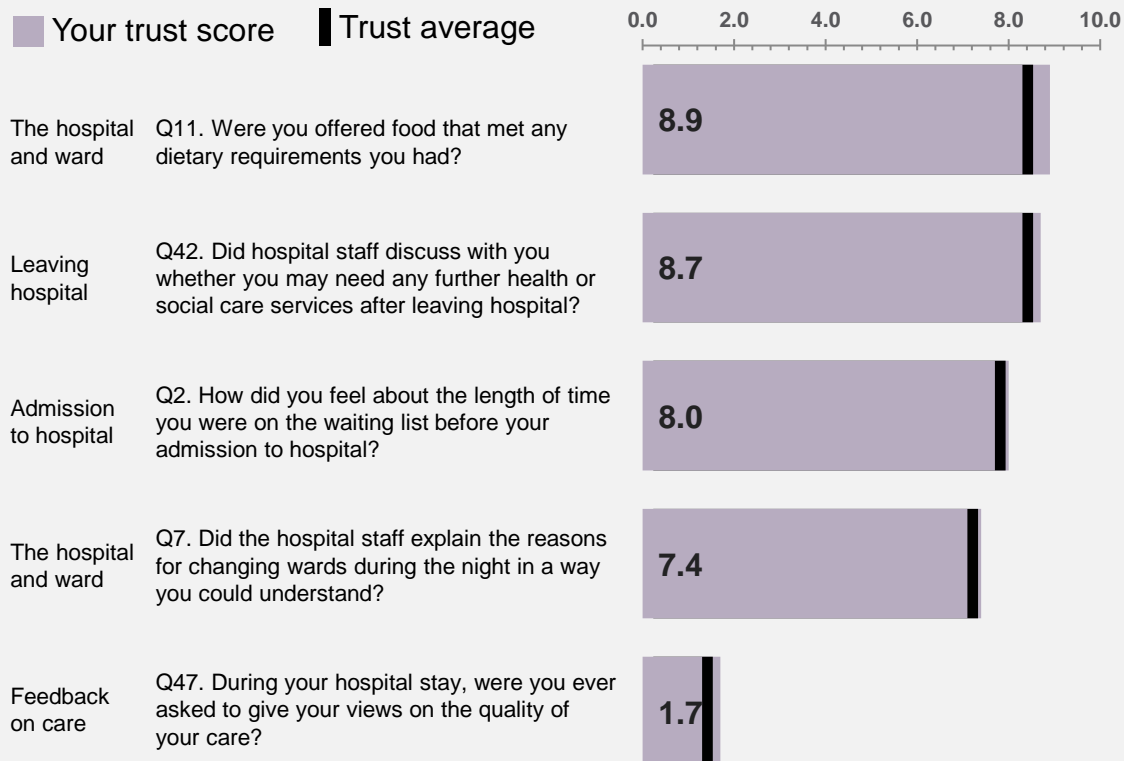 Your trust score
Trust average
0.0 2.0 4.0 6.0 8.0 10.0
The hospital
and ward
Q11. Were you offered food that met any
dietary requirements you had?
8.9
Leaving
hospital
Q42. Did hospital staff discuss with you
whether you may need any further health or
social care services after leaving hospital?
8.7
Admission
to hospital
Q2. How did you feel about the length of time
you were on the waiting list before your
admission to hospital?
8.0
The hospital
and ward
Q7. Did the hospital staff explain the reasons
for changing wards during the night in a way
you could understand?
7.4
Feedback
on care
Q47. During your hospital stay, were you ever
asked to give your views on the quality of
your care?
1.7